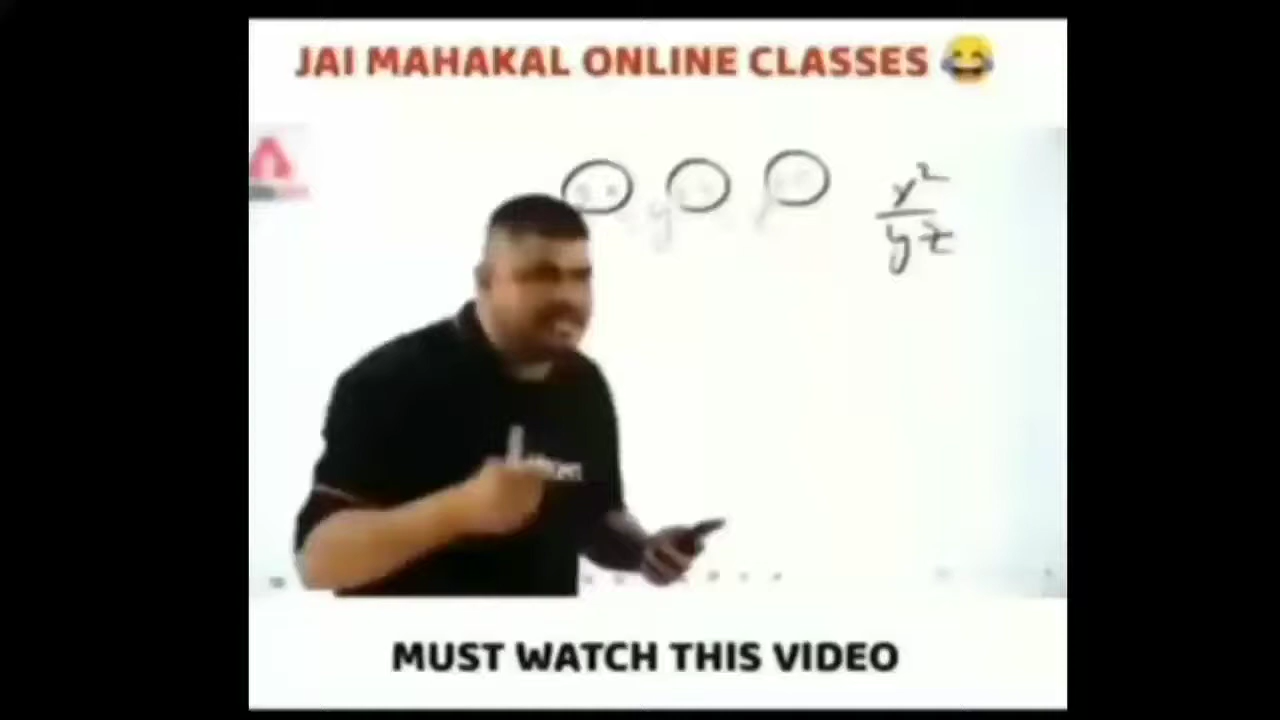 JAI MAHAKAL ONLINE CLASSES 😂
x²
yz
MUST WATCH THIS VIDEO